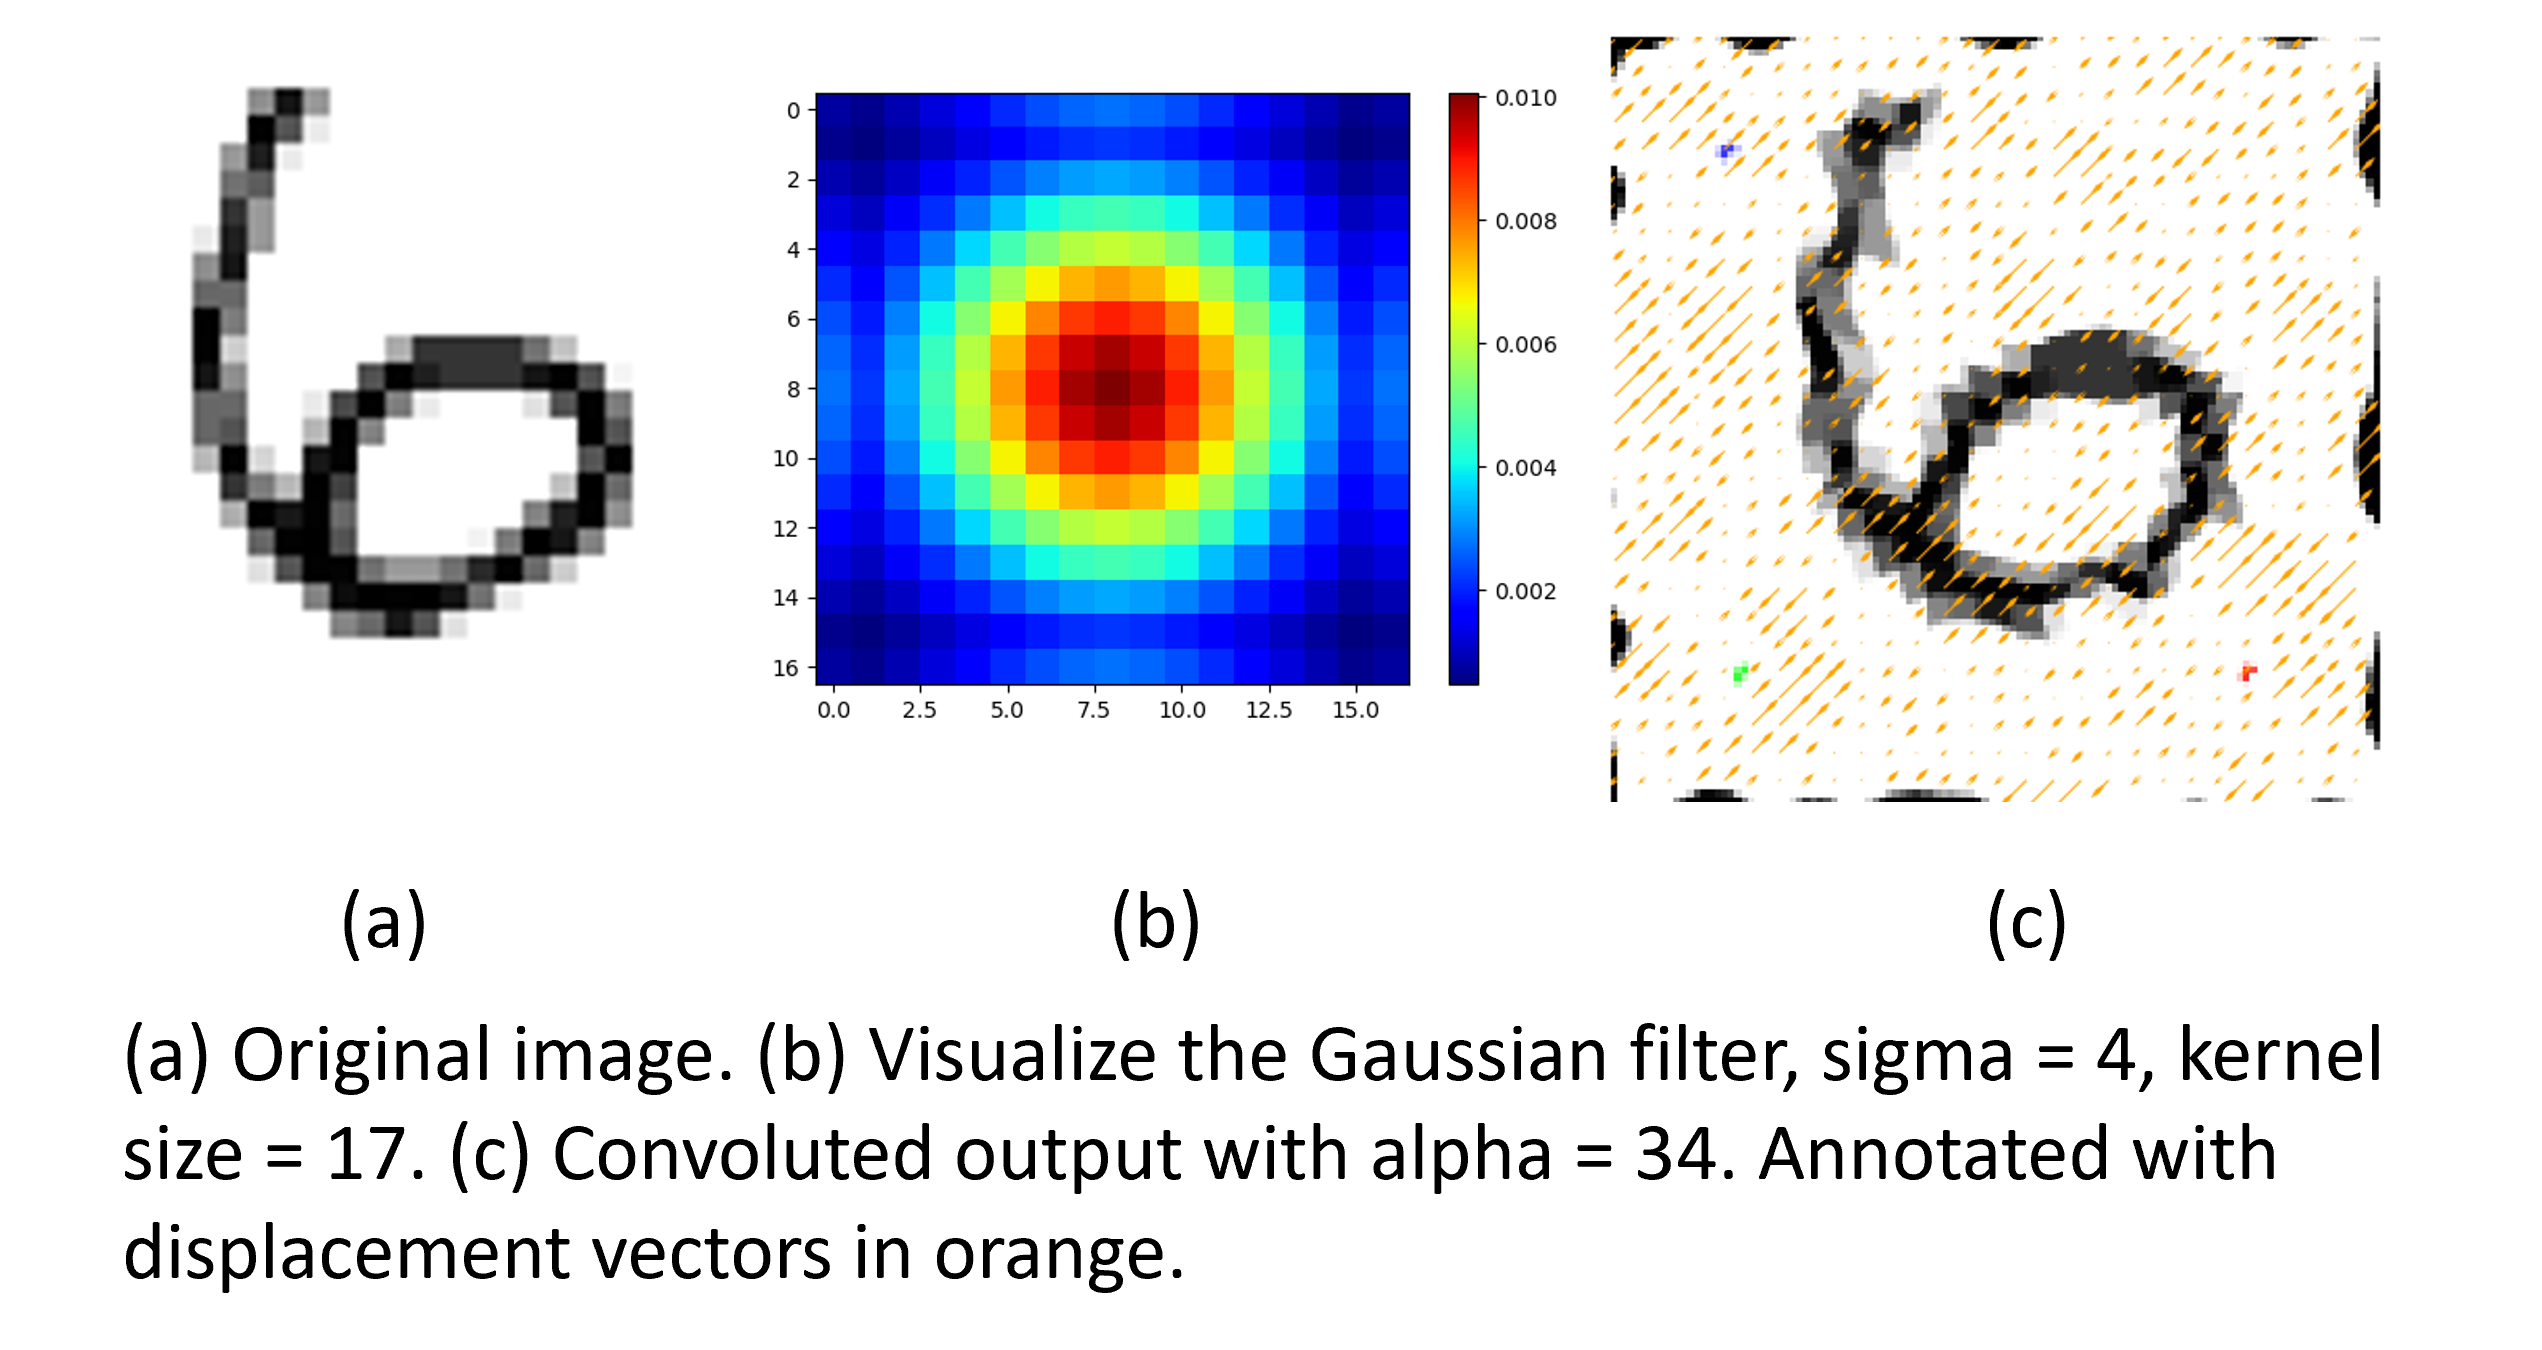 0
2
4
6
8
10
12
14
16
0.0 2.5 5.0 7.5 10.0 12.5 15.0
0.010
0.008
0.006
0.004
0.002
(a) (b) (c)
(a) Original image. (b) Visualize the Gaussian filter, sigma = 4, kernel
size = 17. (c) Convoluted output with alpha = 34. Annotated with
displacement vectors in orange.